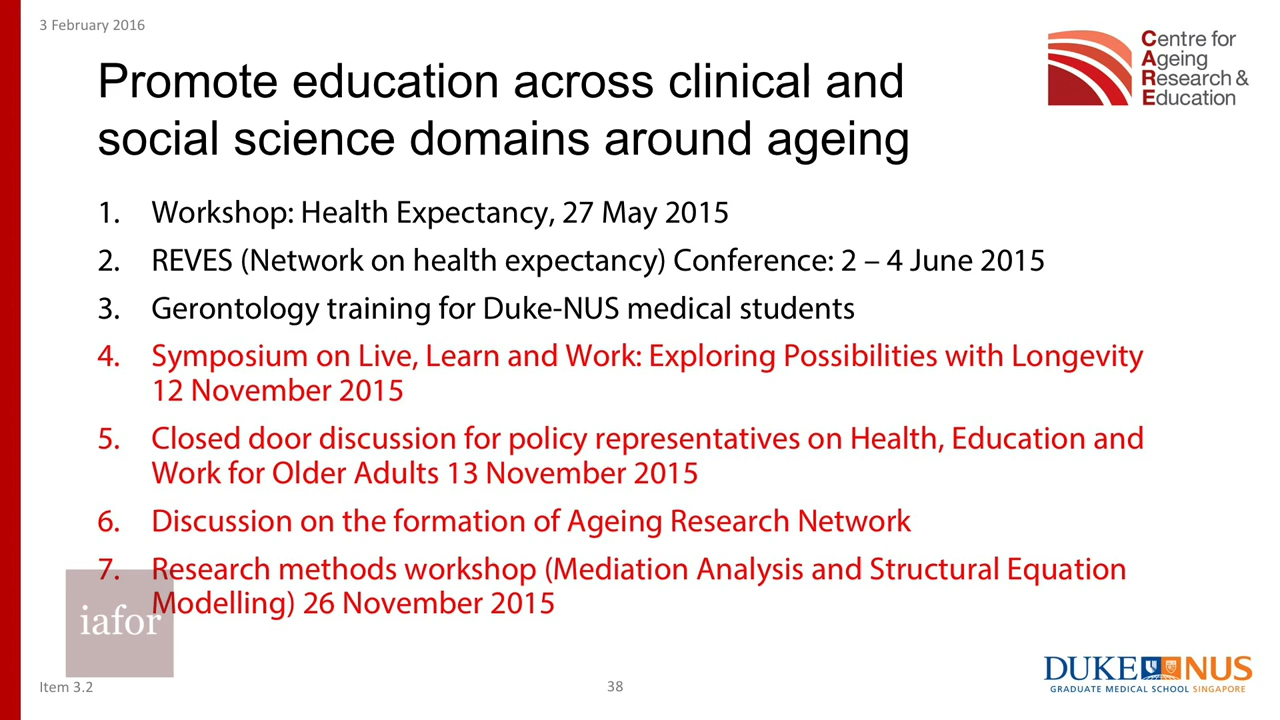 3 February 2016
Centre for
Ageing
Research &
Education
Promote education across clinical and
social science domains around ageing
1. Workshop: Health Expectancy, 27 May 2015
2. REVES (Network on health expectancy) Conference: 2 – 4 June 2015
3. Gerontology training for Duke-NUS medical students
4. Symposium on Live, Learn and Work: Exploring Possibilities with Longevity
12 November 2015
5. Closed door discussion for policy representatives on Health, Education and
Work for Older Adults 13 November 2015
6. Discussion on the formation of Ageing Research Network
7. Research methods workshop (Mediation Analysis and Structural Equation
Modelling) 26 November 2015
iafor
Item 3.2
38
DUKE NUS
GRADUATE MEDICAL SCHOOL SINGAPORE